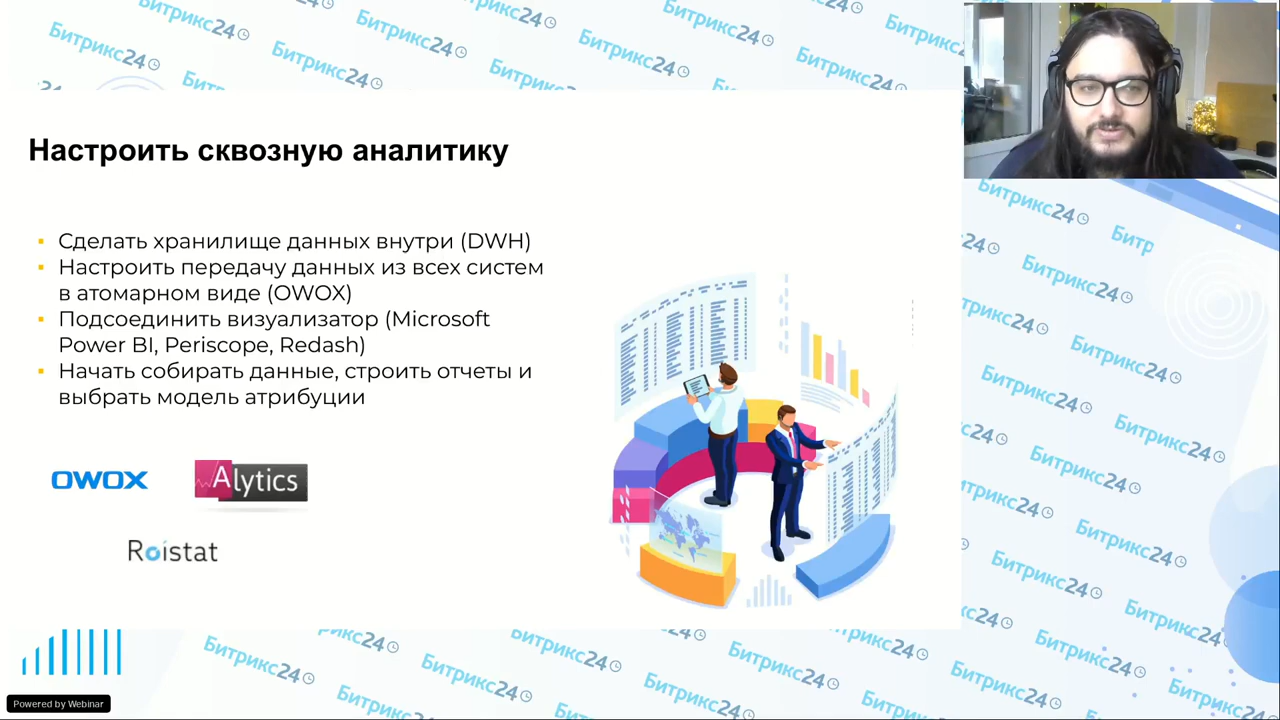 Битрикс24
Настроить сквозную аналитику
Сделать хранилище данных внутри (DWH)
Настроить передачу данных из всех систем
в атомарном виде (OWOX)
Подсоединить визуализатор (Microsoft
Power BI, Periscope, Redash)
Начать собирать данные, строить отчеты и
выбрать модель атрибуции
OWOX
Alytics
Roistat
Powered by Webinar